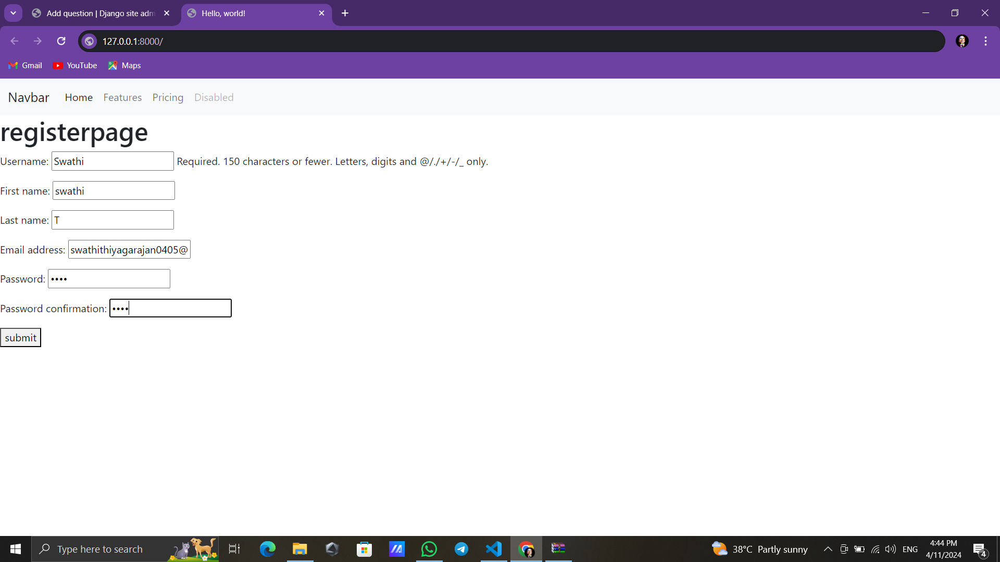 Add question | Django site adm
Hello, world!
127.0.0.1:8000/
Gmail YouTube Maps
Navbar Home Features Pricing Disabled
registerpage
Username: Swathi Required. 150 characters or fewer. Letters, digits and @/./+/-/_ only.
First name: swathi
Last name: T
Email address: swathithiyagarajan0405@
Password: ••••
Password confirmation: ••••
submit
Type here to search
38°C Partly sunny
ENG
4:44 PM
4/11/2024
4